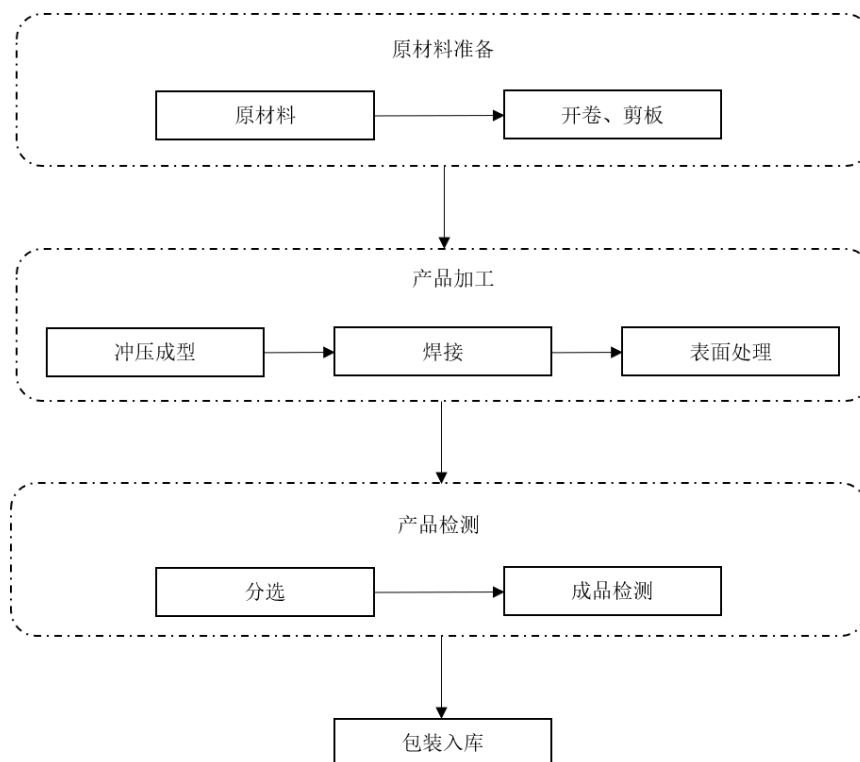 原材料准备
原材料
开卷、剪板
产品加工
冲压成型
焊接
表面处理
产品检测
分选
成品检测
包装入库